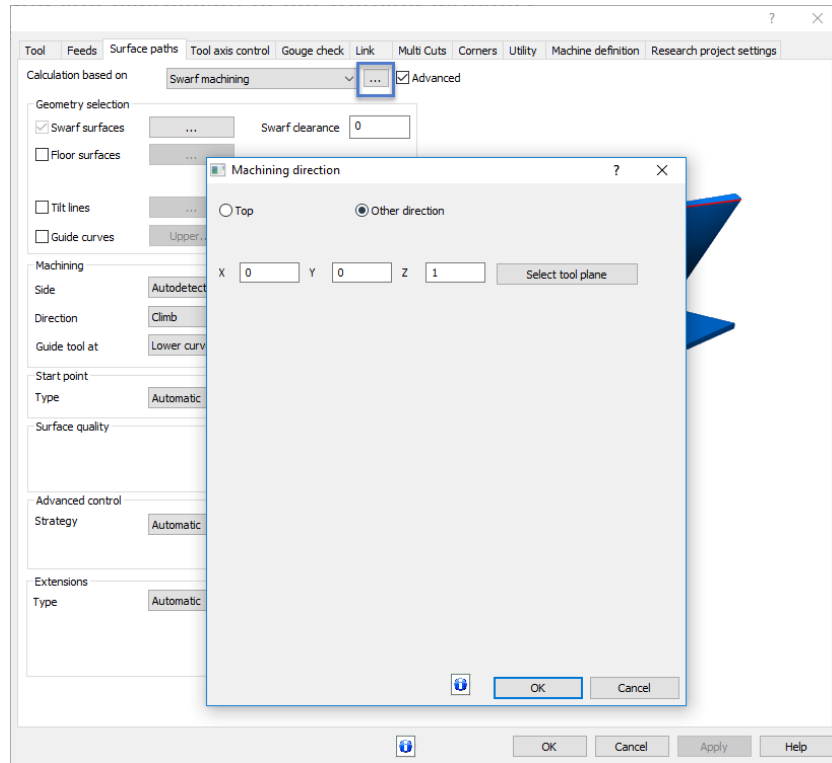 ?
Tool Feeds Surface paths Tool axis control Gouge check Link Multi Cuts Corners Utility Machine definition Research project settings
Calculation based on Swarf machining ... Advanced
Geometry selection
Swarf surfaces ... Swarf clearance 0
Floor surfaces ...
Machining direction ?
Tilt lines ...
Top Other direction
Guide curves Upper..
Machining
X 0 Y 0 Z 1 Select tool plane
Side Autodetect
Direction Climb
Guide tool at Lower curv
Start point
Type Automatic
Surface quality
Advanced control
Strategy Automatic
Extensions
Type Automatic
OK Cancel
OK Cancel Apply Help